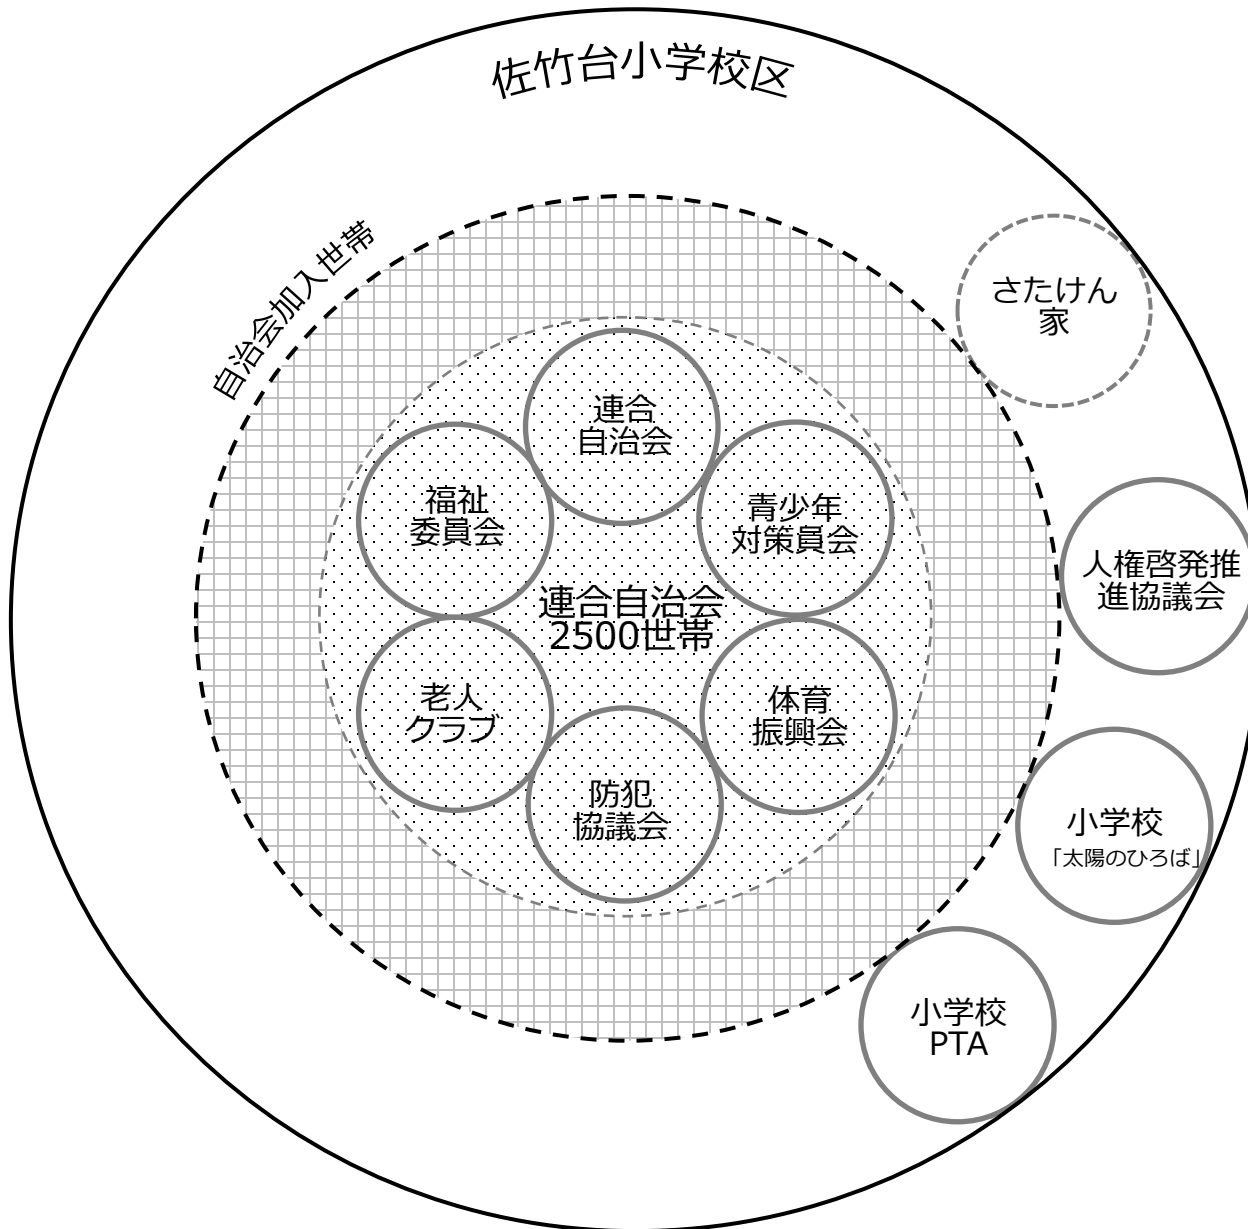 佐竹台小学校区
自治会加入世帯
さたけん
家
連合
自治会
福祉
委員会
青少年
対策員会
人権啓発推
進協議会
連合自治会
2500世帯
老人
クラブ
体育
振興会
防犯
協議会
小学校
「太陽のひろば」
小学校
PTA